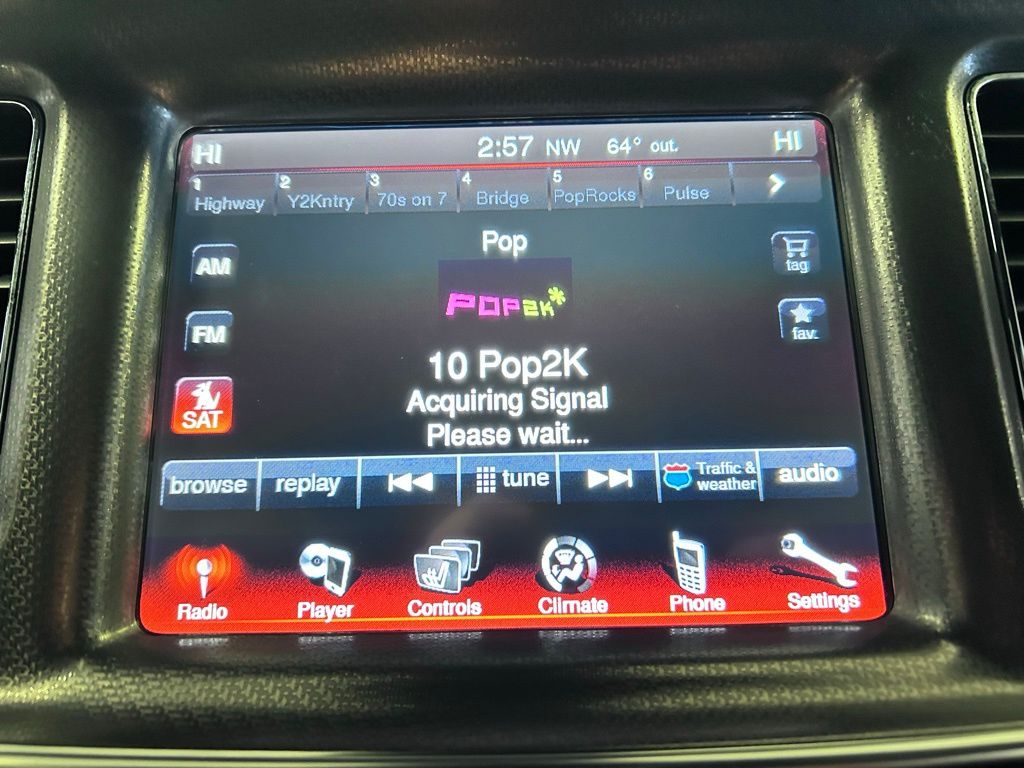 HI 2:57 NW 64° out. HI
1 Highway 2 Y2Kntry 3 70s on 7 4 Bridge 5 PopRocks 6 Pulse
Pop
AM
tag
POP2K*
FM
fav.
10 Pop2K
SAT
Acquiring Signal
Please wait...
browse replay tune Traffic & weather audio
Radio Player Controls Climate Phone Settings